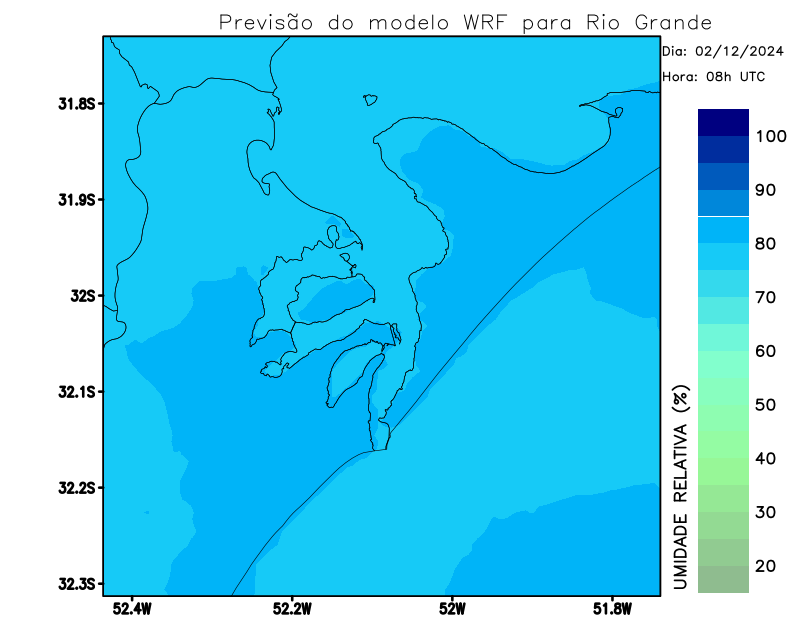 Previsão do modelo WRF para Rio Grande
Dia: 02/12/2024
Hora: 08h UTC
31.8S
31.9S
32S
32.1S
32.2S
32.3S
52.4W
52.2W
52W
51.8W
100
90
80
70
60
50
40
30
20
UMIDADE RELATIVA (%)